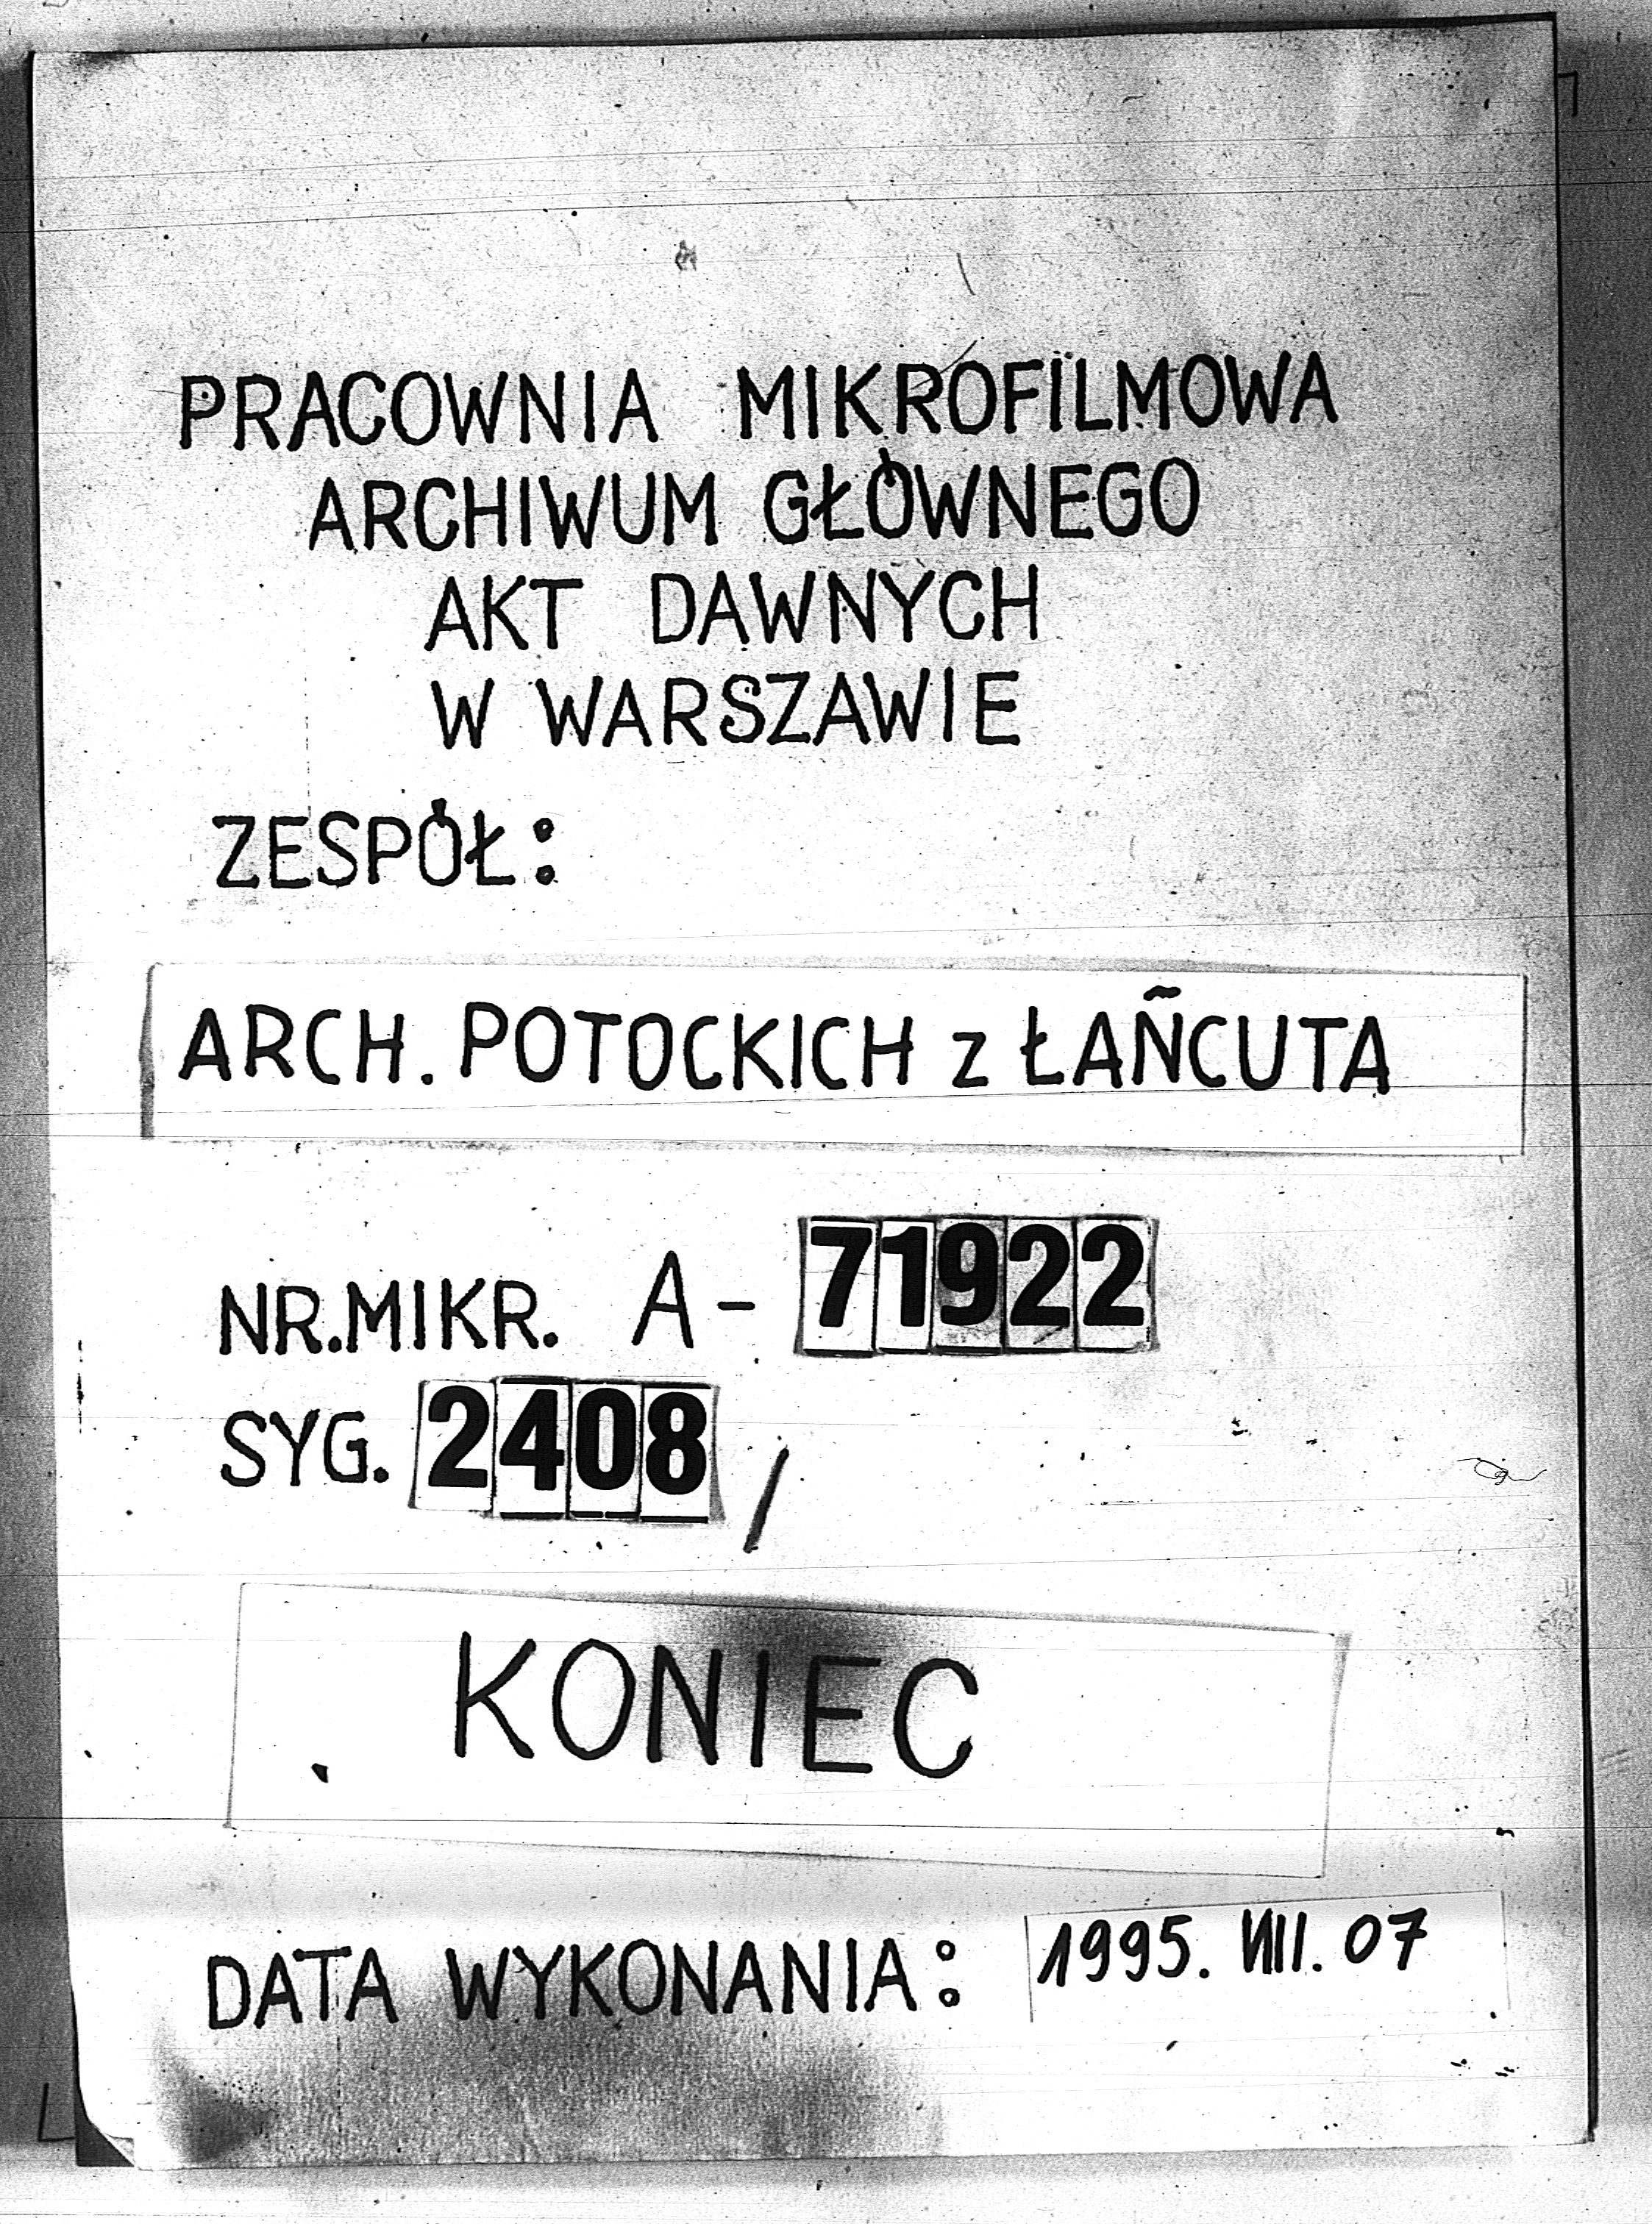 PRACOWNIA MIKROFILMOWA
ARCHIWUM GŁÓWNEGO
AKT DAWNYCH
W WARSZAWIE
ZESPÓŁ:
ARCH. POTOCKICH z ŁAŃCUTA
NR.MIKR. A- 71922
SYG. 2408 /
KONIEC
DATA WYKONANIA: 1995. VIII. 07